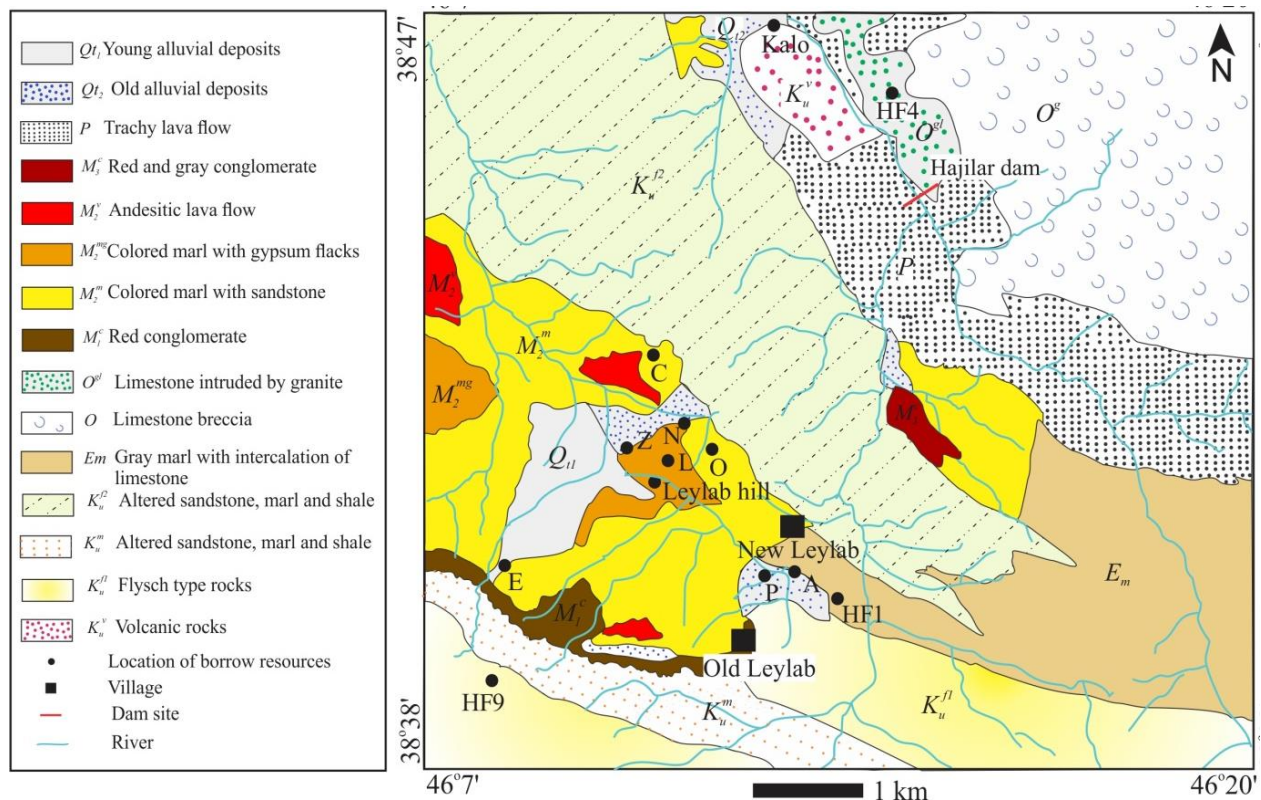 Qt₁ Young alluvial deposits
Qt₂ Old alluvial deposits
P Trachy lava flow
M₃ᶜ Red and gray conglomerate
M₂ᵛ Andesitic lava flow
M₂ᵐᵍ Colored marl with gypsum flacks
M₂ᵐ Colored marl with sandstone
M₁ᶜ Red conglomerate
Oᵍˡ Limestone intruded by granite
O Limestone breccia
Em Gray marl with intercalation of
limestone
Kᵤᶠ² Altered sandstone, marl and shale
Kᵤᵐ Altered sandstone, marl and shale
Kᵤᶠˡ Flysch type rocks
Kᵤᵛ Volcanic rocks
Location of borrow resources
Village
Dam site
River
38°47'
Qt2
Kalo
N
Kᵤᵛ
HF4
Oᵍˡ
Oᵍ
Kᵤᶠ²
Hajilar dam
P
M₂ᵛ
M₂ᵐ
C
M₂ᵐᵍ
M₃ᶜ
N
Z
L
O
Qt1
Leylab hill
New Leylab
E
P
A
Eₘ
HF1
M₁ᶜ
Old Leylab
HF9
Kᵤᵐ
Kᵤᶠˡ
38°38'
46°7'
46°20'
1 km